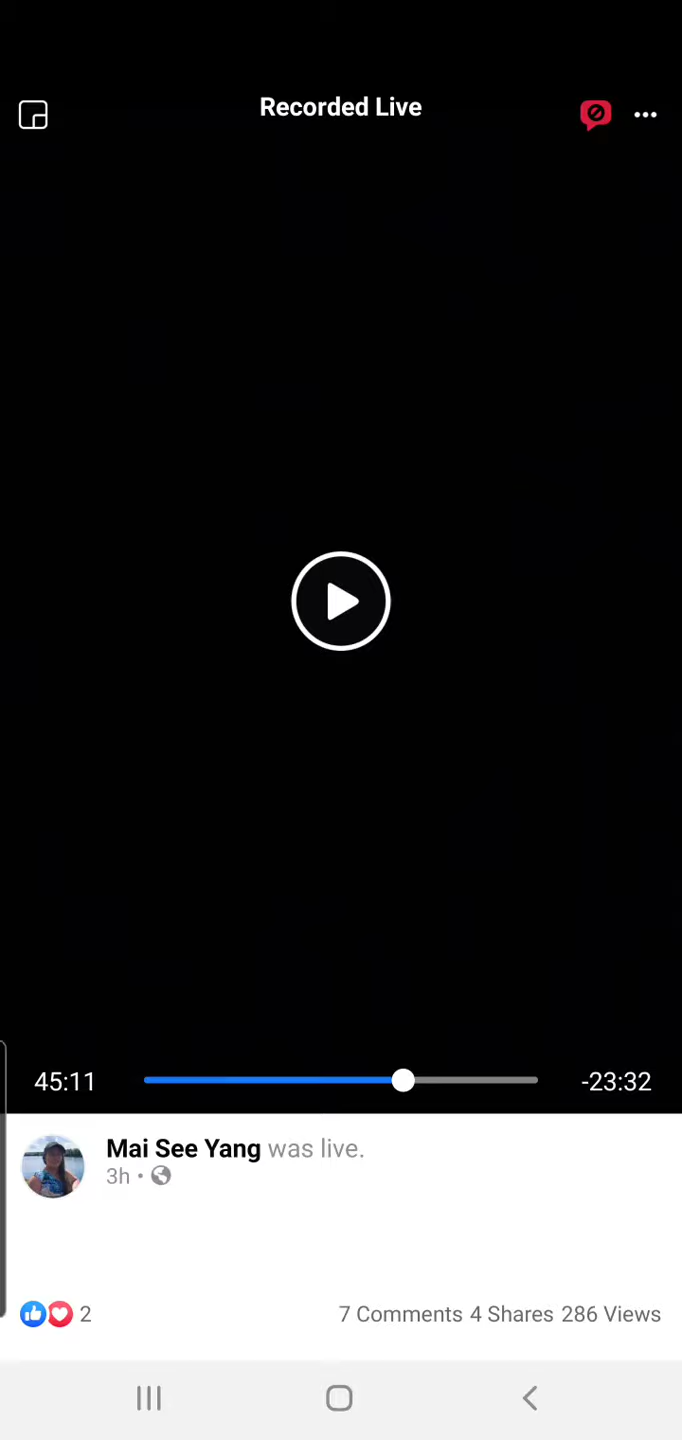 Recorded Live
45:11
-23:32
Mai See Yang was live.
3h •
2
7 Comments 4 Shares 286 Views